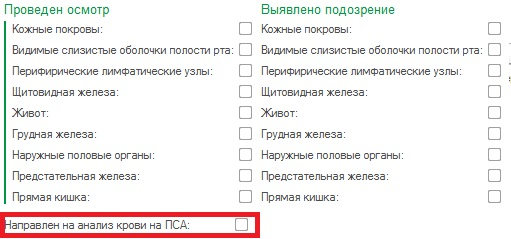 Проведен осмотр
Кожные покровы:
Видимые слизистые оболочки полости рта:
Перифирические лимфатические узлы:
Щитовидная железа:
Живот:
Грудная железа:
Наружные половые органы:
Предстательная железа:
Прямая кишка:
Направлен на анализ крови на ПСА:
Выявлено подозрение
Кожные покровы:
Видимые слизистые оболочки полости рта:
Перифирические лимфатические узлы:
Щитовидная железа:
Живот:
Грудная железа:
Наружные половые органы:
Предстательная железа:
Прямая кишка: